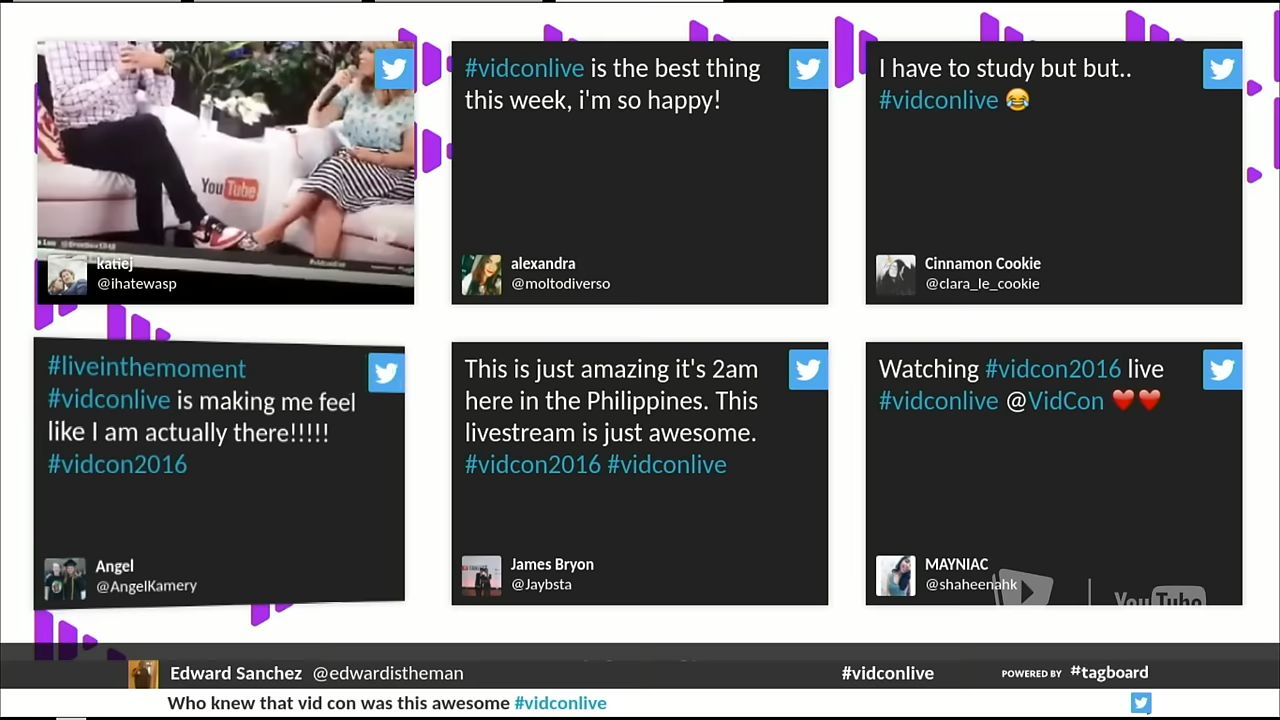 YouTube
#vidconlive
katiej
@ihatewasp
#vidconlive is the best thing
this week, i'm so happy!
alexandra
@moltodiverso
I have to study but but..
#vidconlive 😂
Cinnamon Cookie
@clara_le_cookie
#liveinthemoment
#vidconlive is making me feel
like I am actually there!!!!!
#vidcon2016
Angel
@AngelKamery
This is just amazing it's 2am
here in the Philippines. This
livestream is just awesome.
#vidcon2016 #vidconlive
James Bryon
@Jaybsta
Watching #vidcon2016 live
#vidconlive @VidCon ❤️❤️
MAYNIAC
@shaheenahk
YouTube
Edward Sanchez @edwardistheman
#vidconlive
POWERED BY #tagboard
Who knew that vid con was this awesome #vidconlive